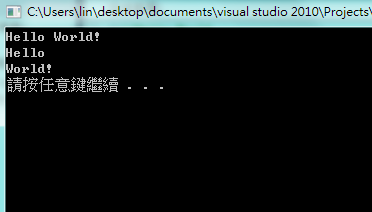 C:\Users\lin\desktop\documents\visual studio 2010\Projects\
Hello World!
Hello
World!
請按任意鍵繼續 . . .